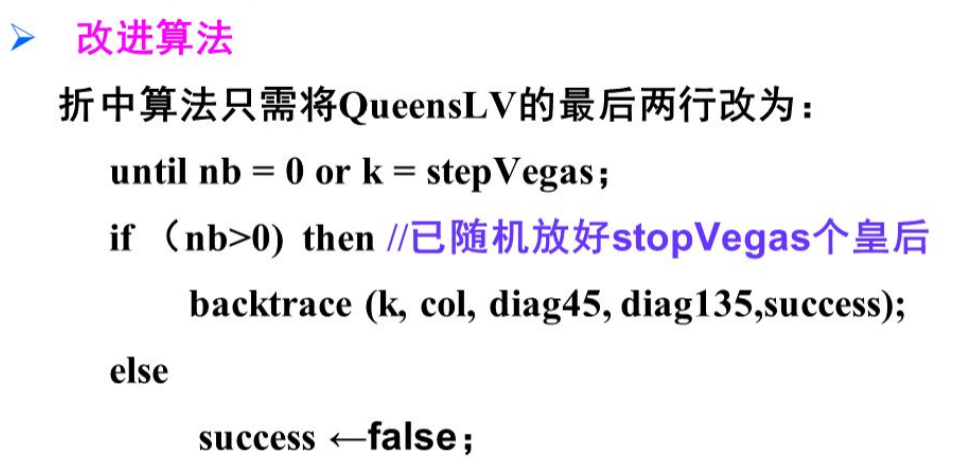 改进算法
折中算法只需将QueensLV的最后两行改为：
until nb = 0 or k = stepVegas；
if （nb>0) then //已随机放好stopVegas个皇后
backtrace (k, col, diag45, diag135,success);
else
success ←false；